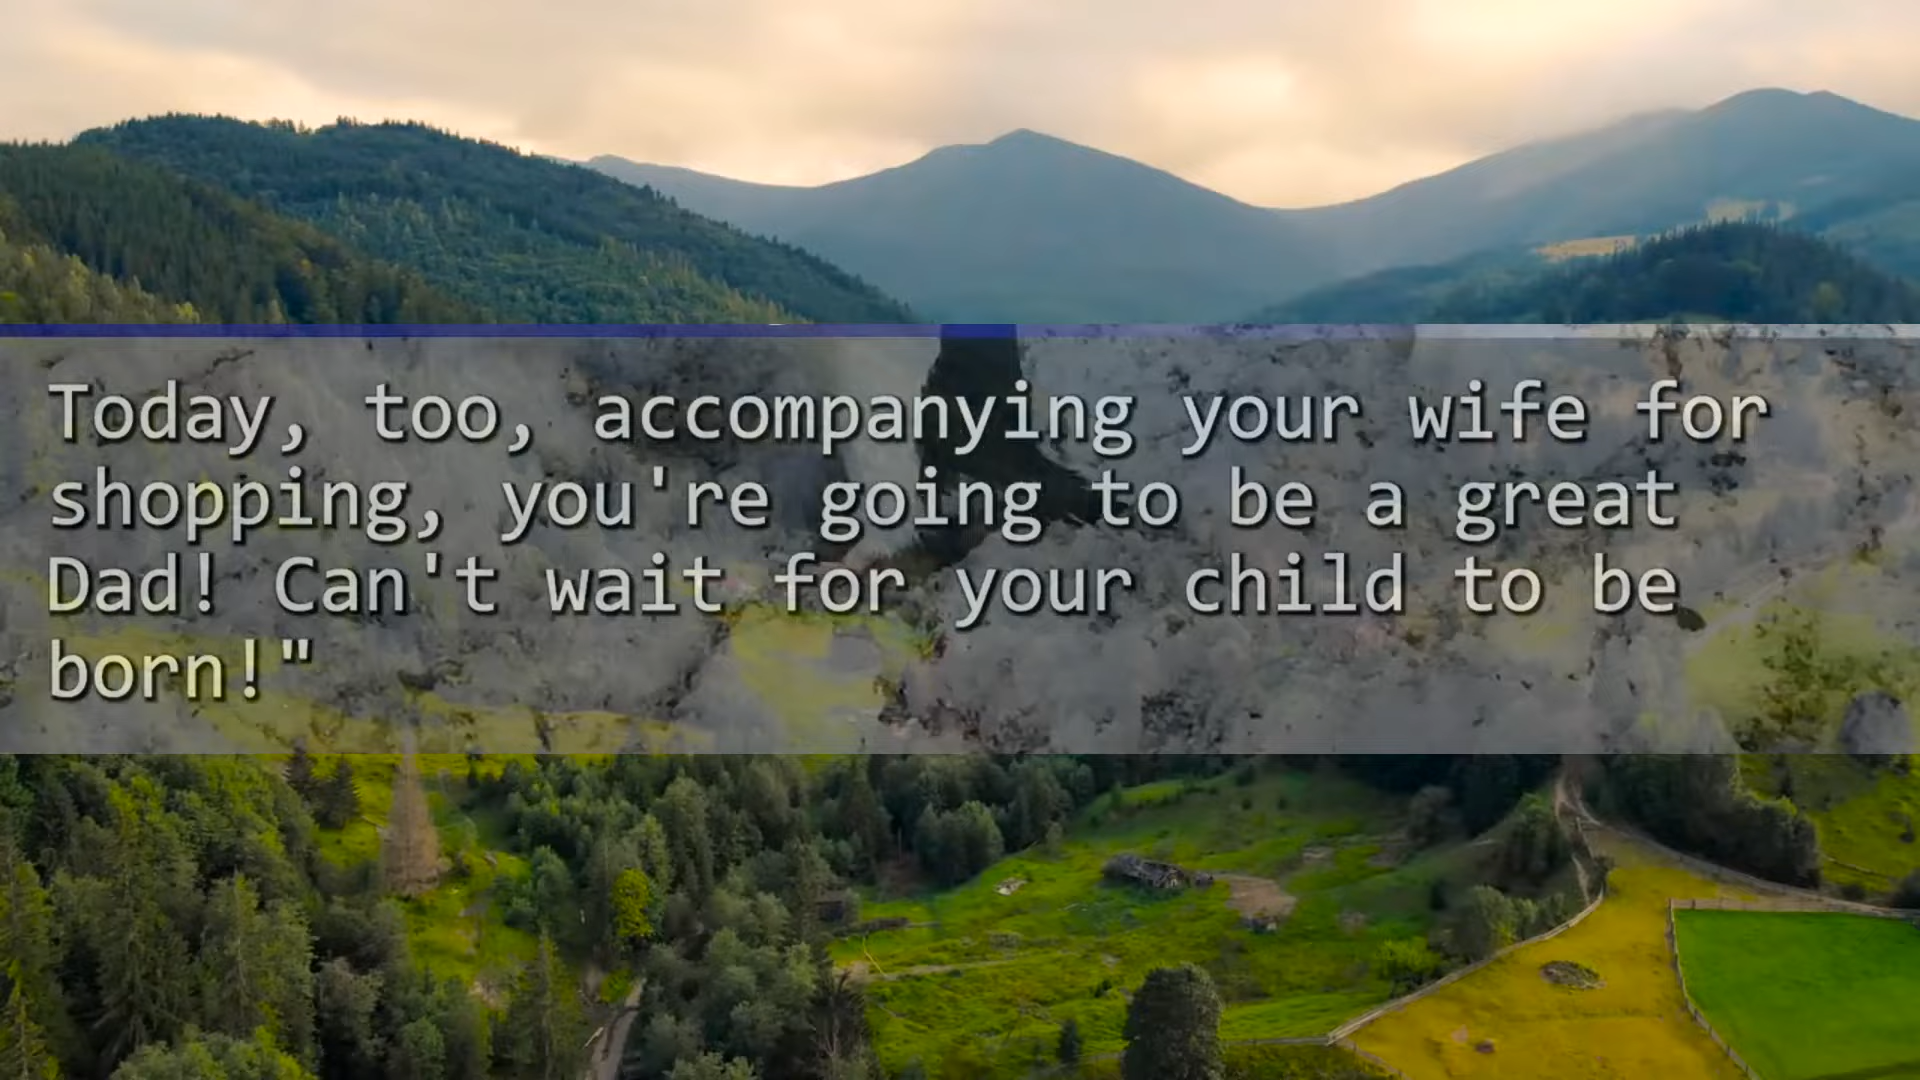 Today, too, accompanying your wife for
shopping, you're going to be a great
Dad! Can't wait for your child to be
born!"